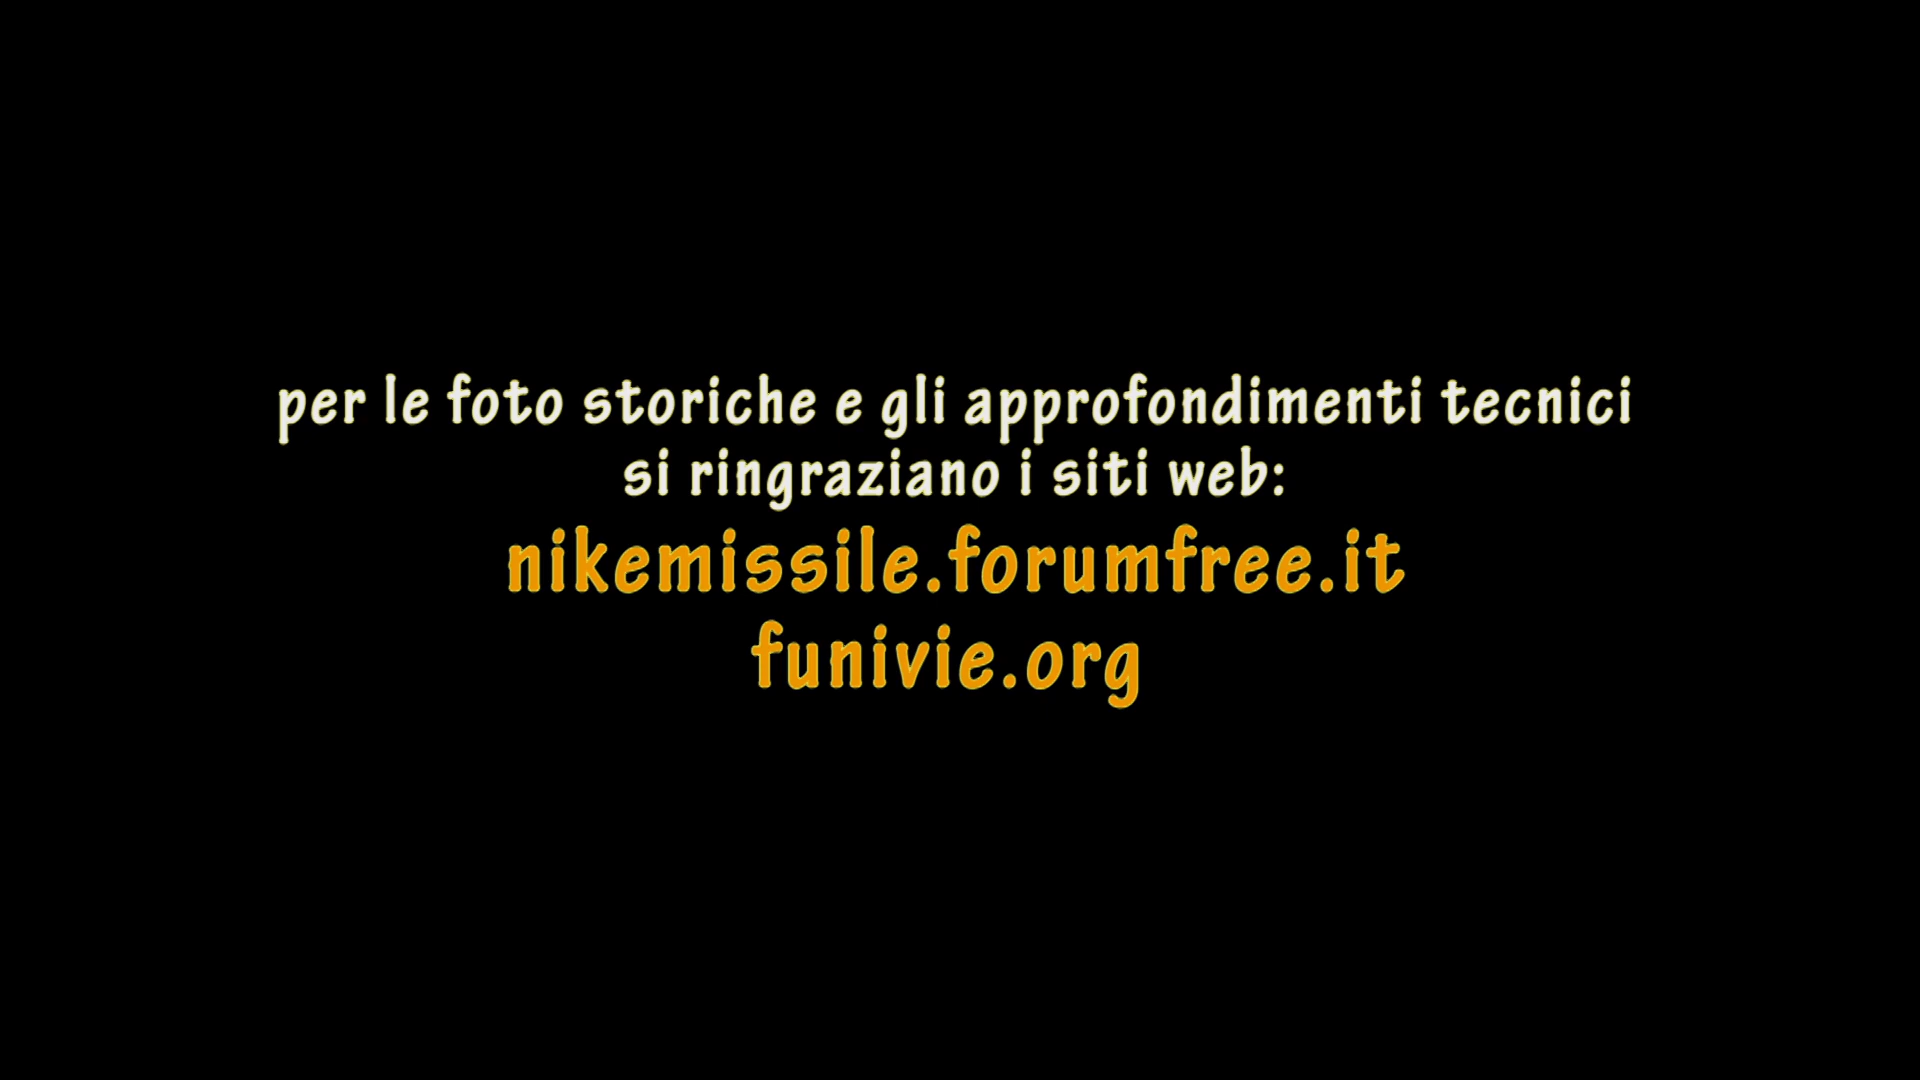 per le foto storiche e gli approfondimenti tecnici
si ringraziano i siti web:
nikemissile.forumfree.it
funivie.org